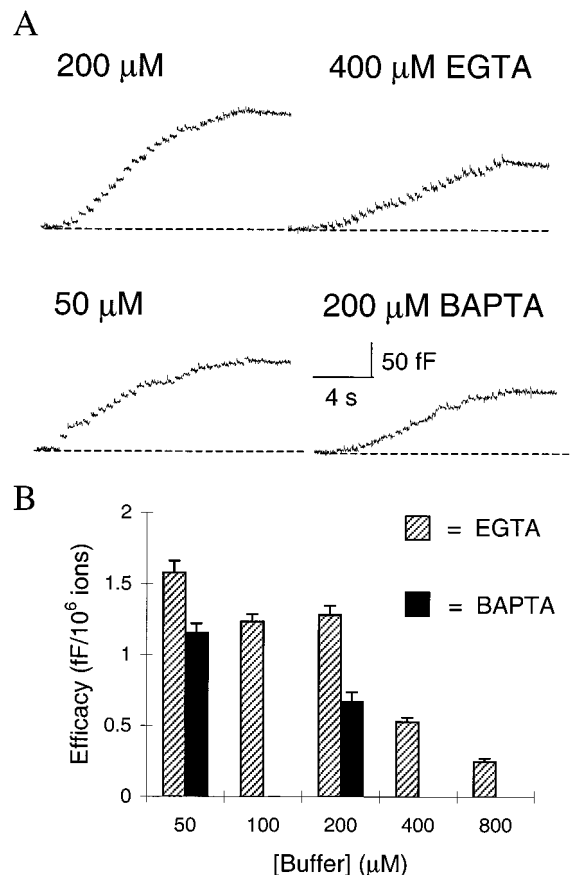 A
200 μM
400 μM EGTA
50 μM
200 μM BAPTA
50 fF
4 s
B
Efficacy (fF/10⁶ ions)
2
1.5
1
0.5
0
= EGTA
= BAPTA
50 100 200 400 800
[Buffer] (μM)